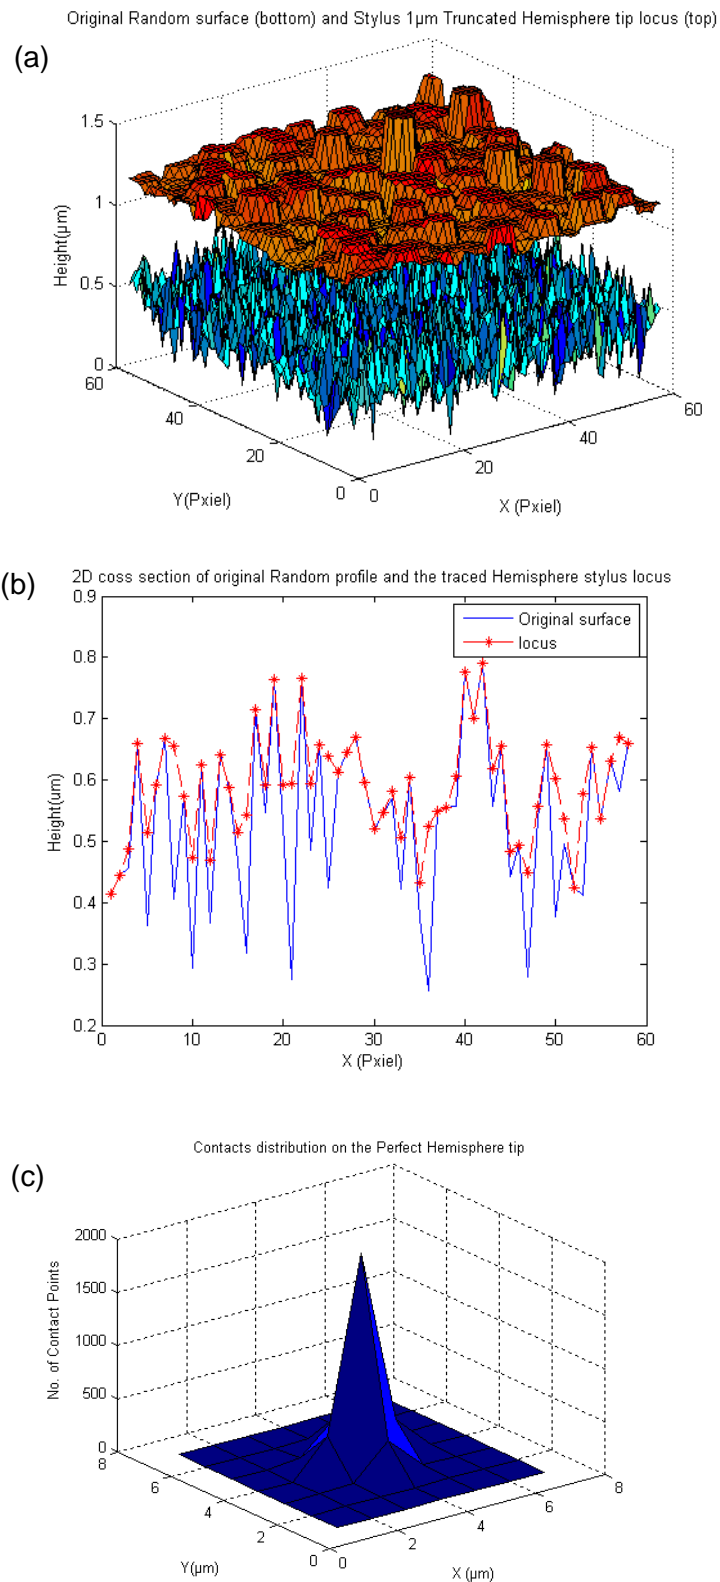 Original Random surface (bottom) and Stylus 1µm Truncated Hemisphere tip locus (top)
(a)
1.5
1
0.5
0
Height(µm)
60
40
20
0
Y(Pxiel)
0
20
40
60
X (Pxiel)
(b)
2D coss section of original Random profile and the traced Hemisphere stylus locus
0.9
0.8
0.7
0.6
0.5
0.4
0.3
0.2
Height(um)
Original surface
locus
0 10 20 30 40 50 60
X (Pxiel)
Contacts distribution on the Perfect Hemisphere tip
(c)
2000
1500
1000
500
0
No. of Contact Points
8
6
4
2
0
Y(µm)
0
2
4
6
8
X (µm)